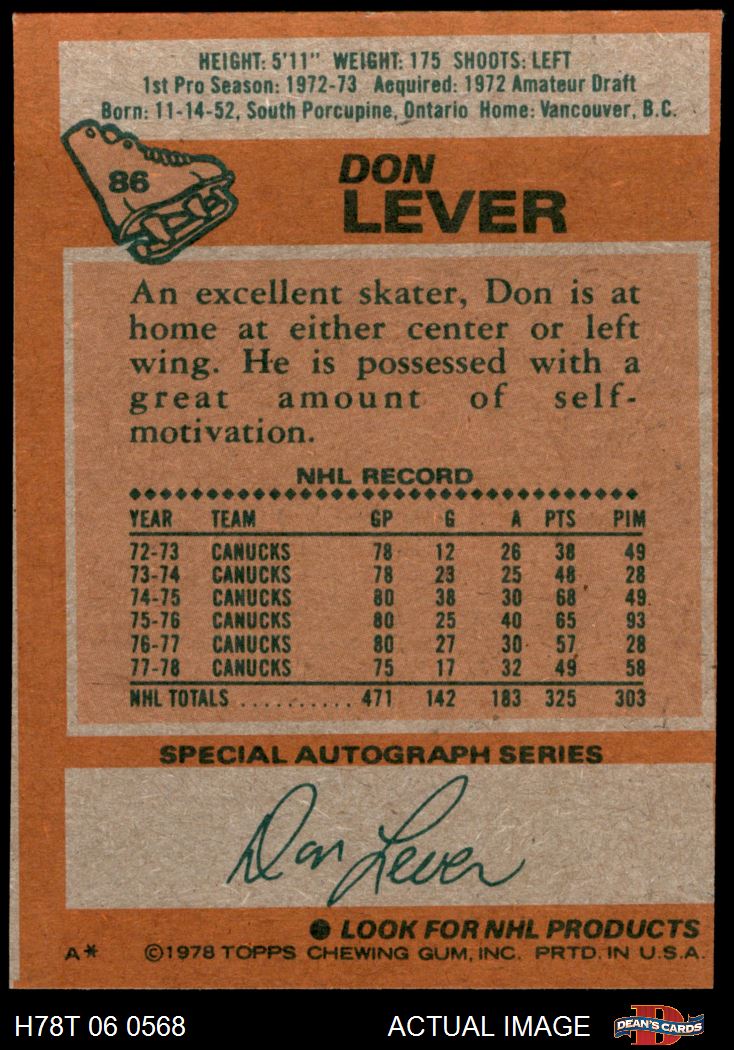 HEIGHT: 5'11" WEIGHT: 175 SHOOTS: LEFT
1st Pro Season: 1972-73 Acquired: 1972 Amateur Draft
Born: 11-14-52, South Porcupine, Ontario Home: Vancouver, B.C.
86
DON
LEVER
An excellent skater, Don is at
home at either center or left
wing. He is possessed with a
great amount of self-
motivation.
NHL RECORD
YEAR TEAM GP G A PTS PIM
72-73 CANUCKS 78 12 26 38 49
73-74 CANUCKS 78 23 25 48 28
74-75 CANUCKS 80 38 30 68 49
75-76 CANUCKS 80 25 40 65 93
76-77 CANUCKS 80 27 30 57 28
77-78 CANUCKS 75 17 32 49 58
NHL TOTALS .......... 471 142 183 325 303
SPECIAL AUTOGRAPH SERIES
Don Lever
● LOOK FOR NHL PRODUCTS
A* ©1978 TOPPS CHEWING GUM, INC. PRTD. IN U.S.A.
H78T 06 0568 ACTUAL IMAGE D DEAN'S CARDS